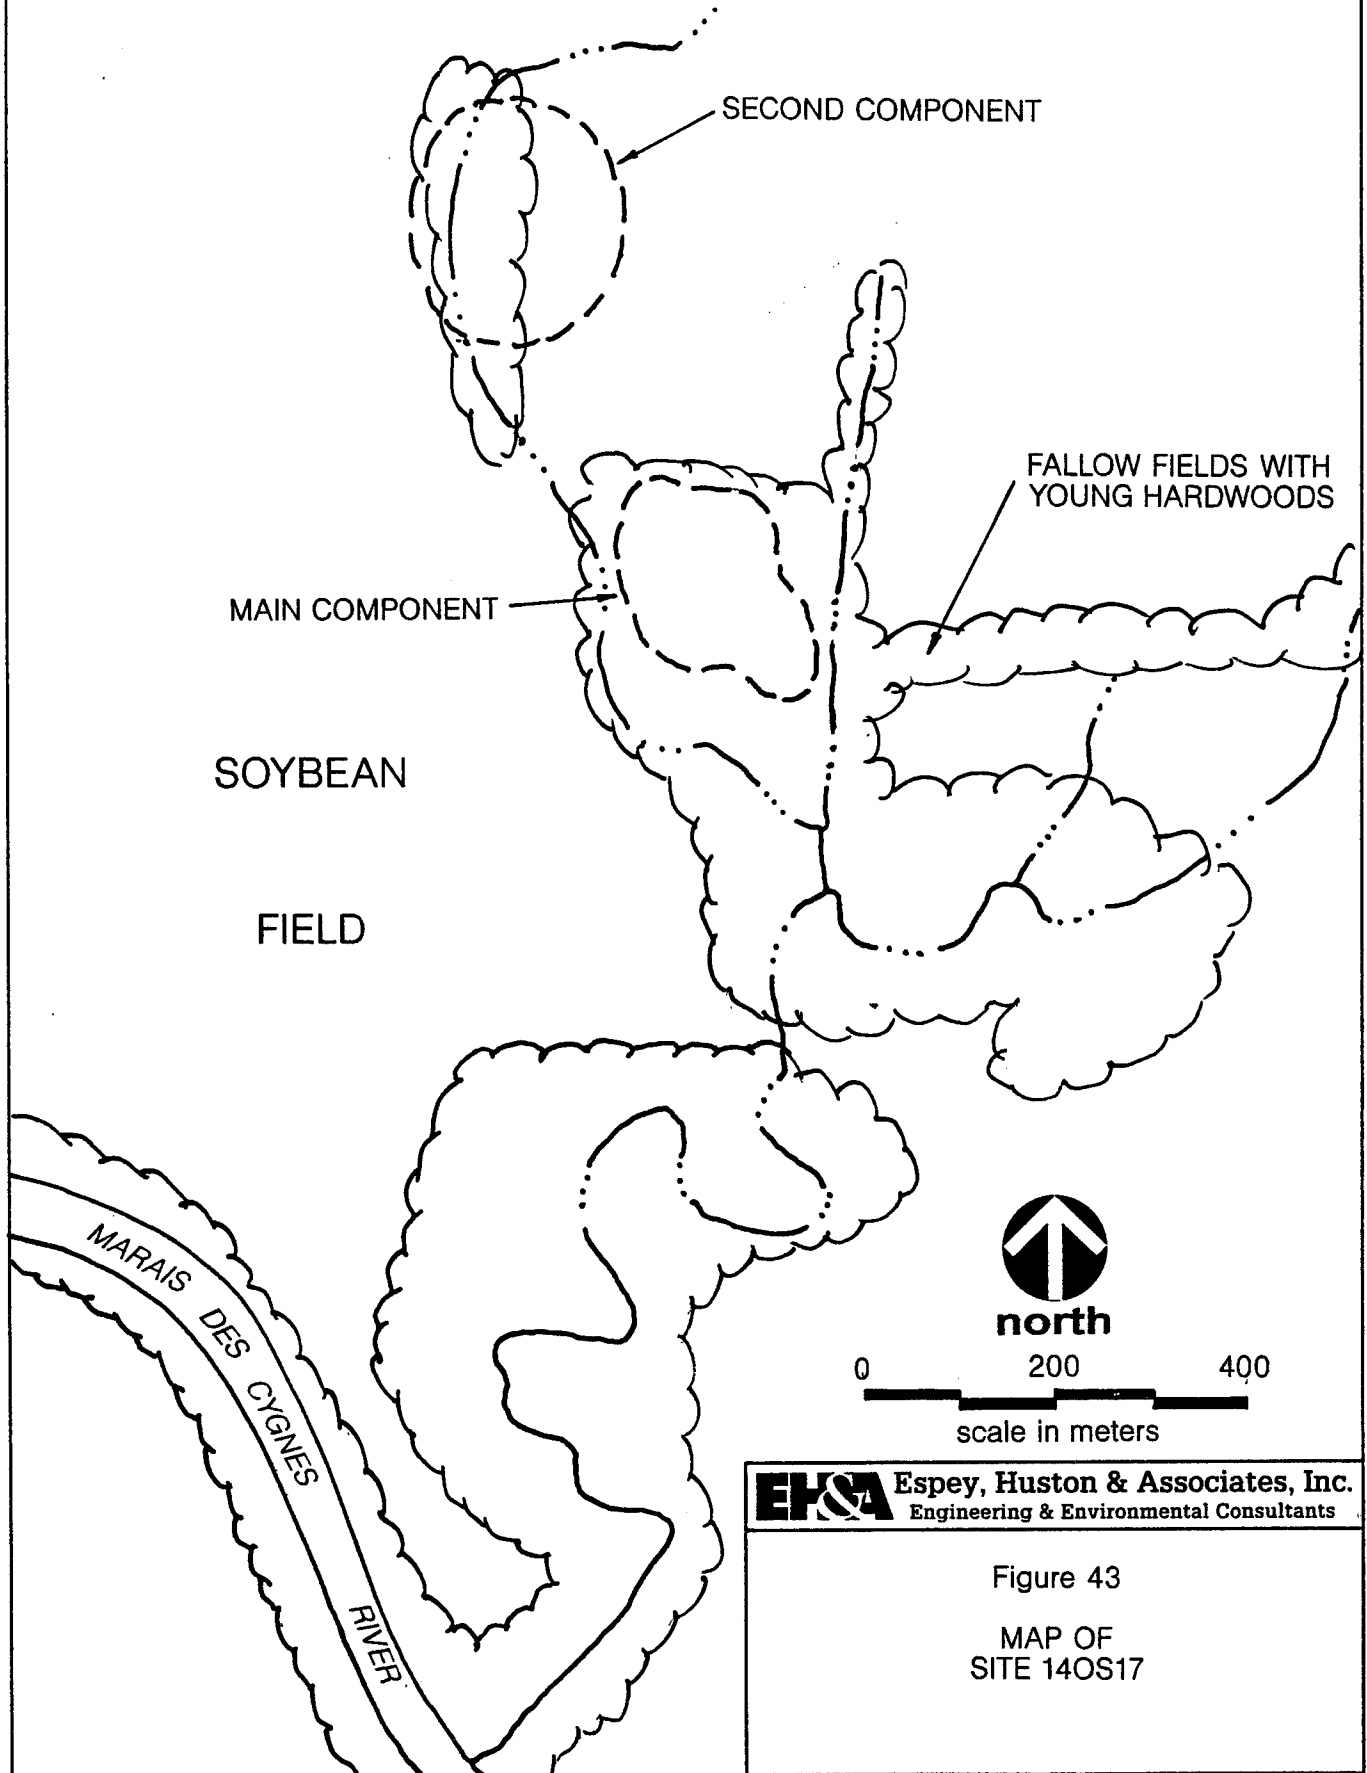 SECOND COMPONENT
FALLOW FIELDS WITH
YOUNG HARDWOODS
MAIN COMPONENT
SOYBEAN
FIELD
MARAIS DES CYGNES RIVER
north
0 200 400
scale in meters
EH&A Espey, Huston & Associates, Inc.
Engineering & Environmental Consultants
Figure 43
MAP OF
SITE 14OS17